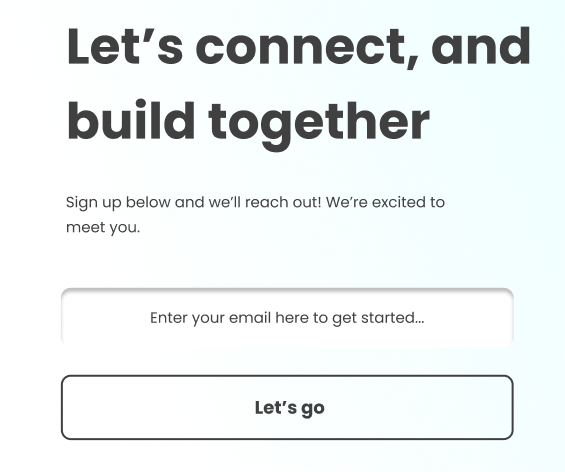 Let’s connect, and
build together
Sign up below and we’ll reach out! We’re excited to
meet you.
Enter your email here to get started...
Let’s go